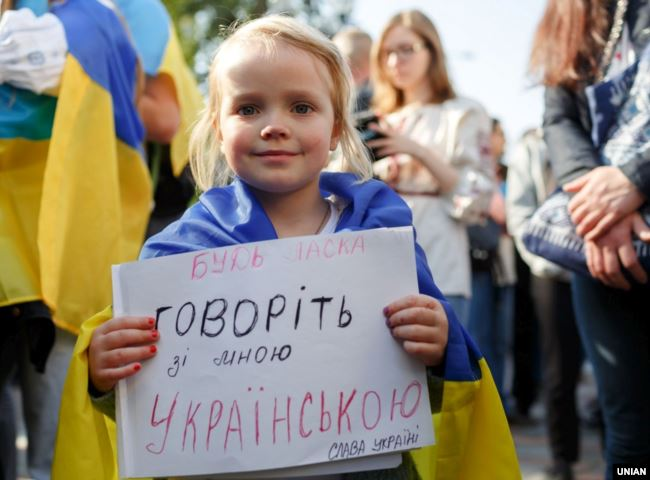 БУДЬ ЛАСКА
ГОВОРІТЬ
ЗІ МНОЮ
УКРАЇНСЬКОЮ
СЛАВА УКРАЇНІ
UNIAN